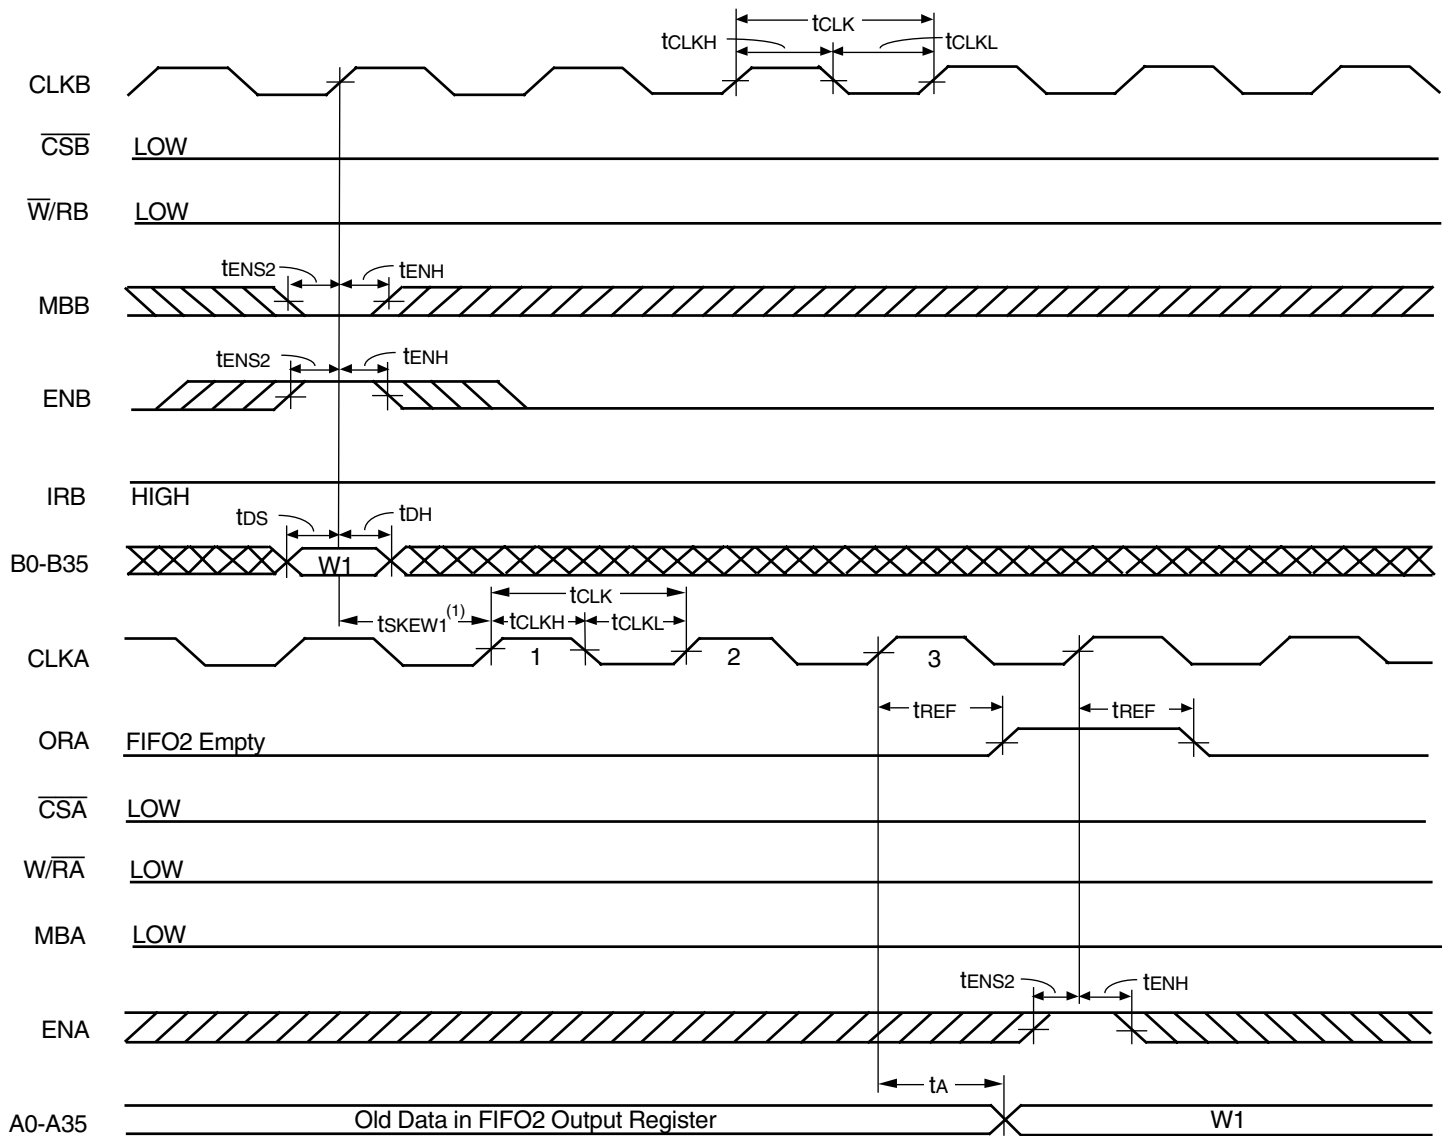 tCLK
tCLKH tCLKL
CLKB
CSB LOW
W/RB LOW
tENS2 tENH
MBB
tENS2 tENH
ENB
IRB HIGH
tDS tDH
B0-B35 W1
tCLK
tSKEW1(1) tCLKH tCLKL
CLKA 1 2 3
tREF tREF
ORA FIFO2 Empty
CSA LOW
W/RA LOW
MBA LOW
tENS2 tENH
ENA
tA
A0-A35 Old Data in FIFO2 Output Register W1